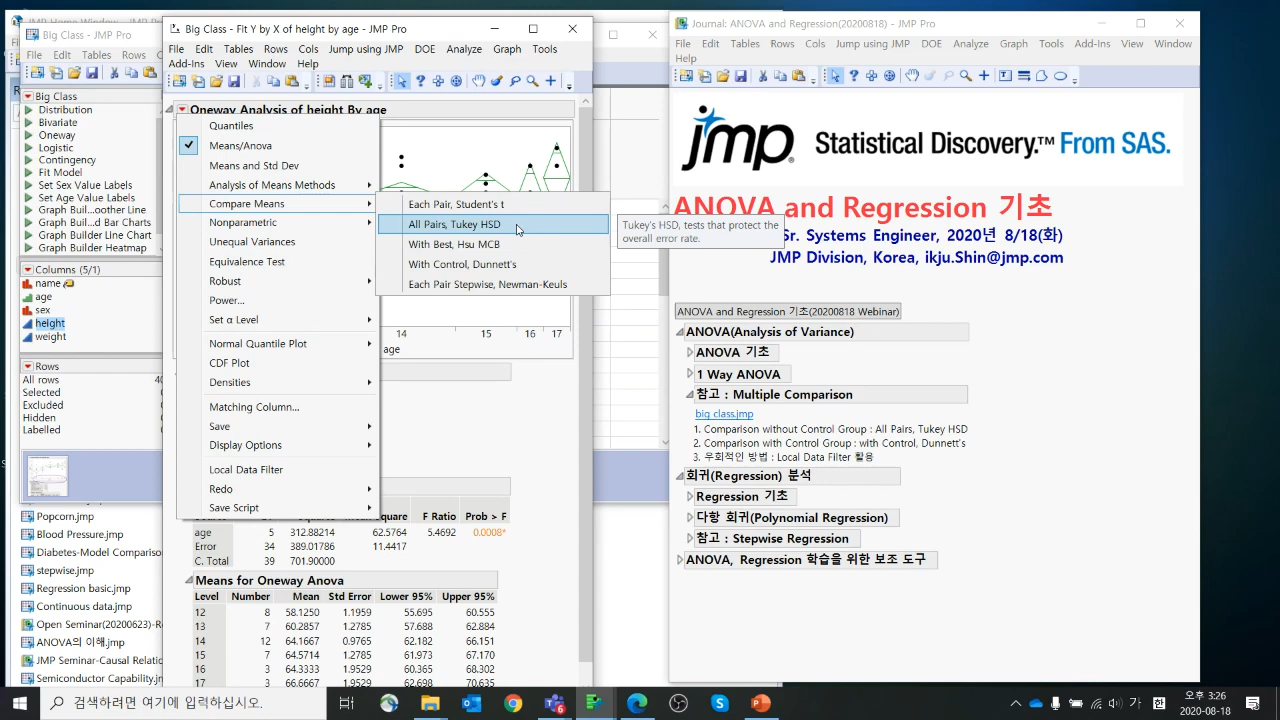 JMP Home Window - JMP Pro
Big Class - JMP Pro
File Edit Tables Rows
Big Class
Distribution
Bivariate
Oneway
Logistic
Contingency
Fit Model
Set Sex Value Labels
Set Age Value Labels
Graph Buil...oother Line
Graph Buil...d Bar Charts
Graph Builder Line Chart
Graph Builder Heatmap
Columns (5/1)
name
age
sex
height
weight
Rows
All rows 40
Selected
Excluded
Hidden
Labelled
Popcorn.jmp
Blood Pressure.jmp
Diabetes-Model Comparison
stepwise.jmp
Regression basic.jmp
Continuous data.jmp
Open Seminar(20200623)-R
ANOVA의 이해.jmp
JMP Seminar-Causal Relatio
Semiconductor Capability.jm
Big Class - Fit Y by X of height by age - JMP Pro
File Edit Tables Rows Cols Jump using JMP DOE Analyze Graph Tools
Add-Ins View Window Help
Oneway Analysis of height By age
Quantiles
Means/Anova
Means and Std Dev
Analysis of Means Methods
Compare Means
Nonparametric
Unequal Variances
Equivalence Test
Robust
Power...
Set α Level
Normal Quantile Plot
CDF Plot
Densities
Matching Column...
Save
Display Options
Local Data Filter
Redo
Save Script
Each Pair, Student's t
All Pairs, Tukey HSD
With Best, Hsu MCB
With Control, Dunnett's
Each Pair Stepwise, Newman-Keuls
Tukey's HSD, tests that protect the
overall error rate.
14 15 16 17
age
Squares Mean Square F Ratio Prob > F
age 5 312.88214 62.5764 5.4692 0.0008*
Error 34 389.01786 11.4417
C. Total 39 701.90000
Means for Oneway Anova
Level Number Mean Std Error Lower 95% Upper 95%
12 8 58.1250 1.1959 55.695 60.555
13 7 60.2857 1.2785 57.688 62.884
14 12 64.1667 0.9765 62.182 66.151
15 7 64.5714 1.2785 61.973 67.170
16 3 64.3333 1.9529 60.365 68.302
17 3 66.6667 1.9529 62.698 70.635
Journal: ANOVA and Regression(20200818) - JMP Pro
File Edit Tables Rows Cols Jump using JMP DOE Analyze Graph Tools Add-Ins View Window
Help
jmp Statistical Discovery.™ From SAS.
ANOVA and Regression 기초
Sr. Systems Engineer, 2020년 8/18(화)
JMP Division, Korea, ikju.Shin@jmp.com
ANOVA and Regression 기초(20200818 Webinar)
ANOVA(Analysis of Variance)
ANOVA 기초
1 Way ANOVA
참고 : Multiple Comparison
big class.jmp
1. Comparison without Control Group : All Pairs, Tukey HSD
2. Comparison with Control Group : with Control, Dunnett's
3. 우회적인 방법 : Local Data FIlter 활용
회귀(Regression) 분석
Regression 기초
다항 회귀(Polynomial Regression)
참고 : Stepwise Regression
ANOVA, Regression 학습을 위한 보조 도구
검색하려면 여기에 입력하십시오.
가 한
오후 3:26
2020-08-18